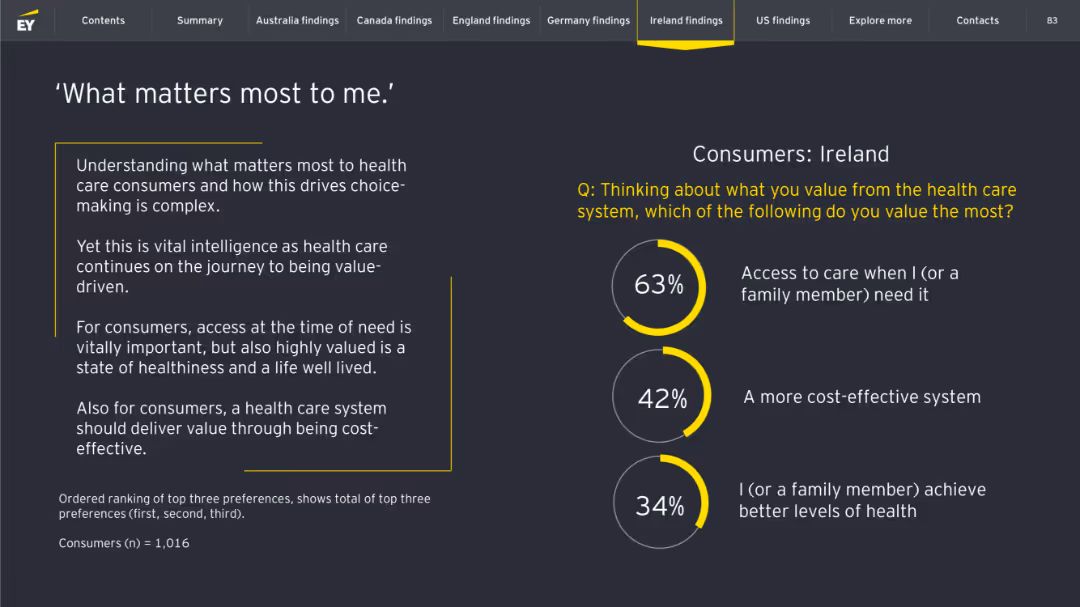 EY
Contents
Summary
Australia findings
Canada findings
England findings
Germany findings
Ireland findings
US findings
Explore more
Contacts
83
‘What matters most to me.’
Understanding what matters most to health
care consumers and how this drives choice-
making is complex.
Yet this is vital intelligence as health care
continues on the journey to being value-
driven.
For consumers, access at the time of need is
vitally important, but also highly valued is a
state of healthiness and a life well lived.
Also for consumers, a health care system
should deliver value through being cost-
effective.
Ordered ranking of top three preferences, shows total of top three
preferences (first, second, third).
Consumers (n) = 1,016
Consumers: Ireland
Q: Thinking about what you value from the health care
system, which of the following do you value the most?
63%
Access to care when I (or a
family member) need it
42%
A more cost-effective system
34%
I (or a family member) achieve
better levels of health